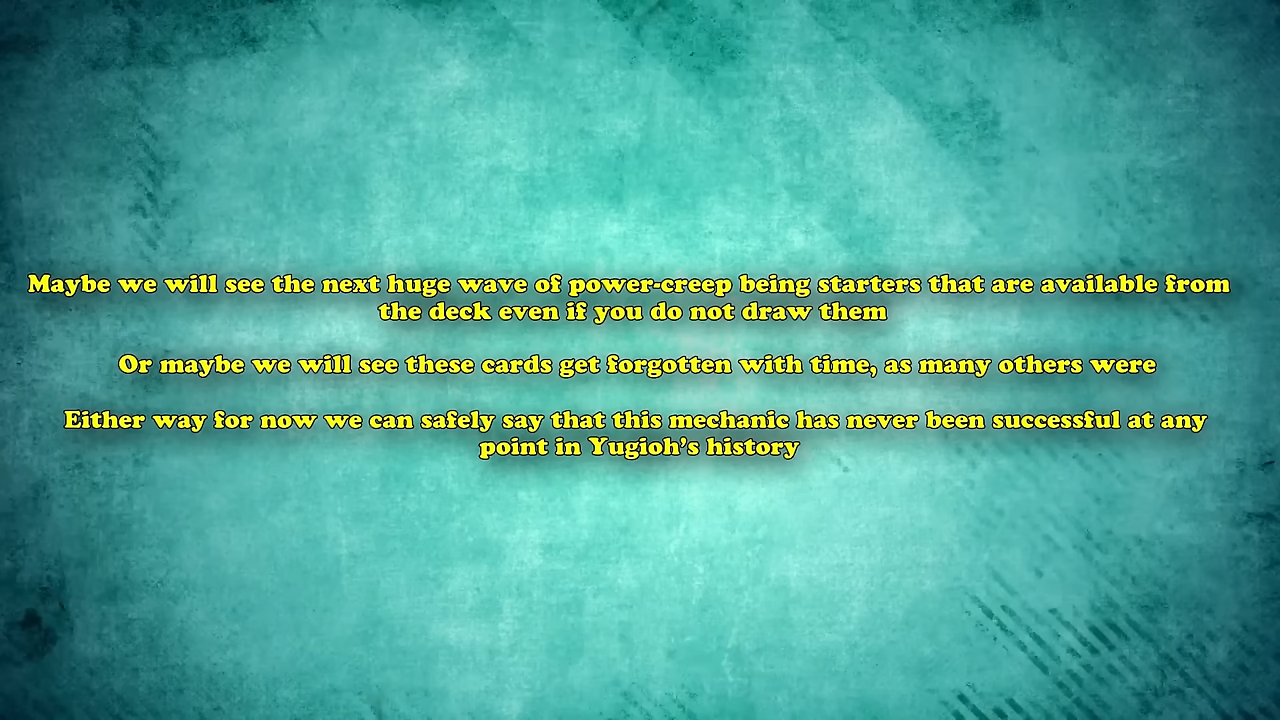 Maybe we will see the next huge wave of power-creep being starters that are available from
the deck even if you do not draw them
Or maybe we will see these cards get forgotten with time, as many others were
Either way for now we can safely say that this mechanic has never been successful at any
point in Yugioh’s history